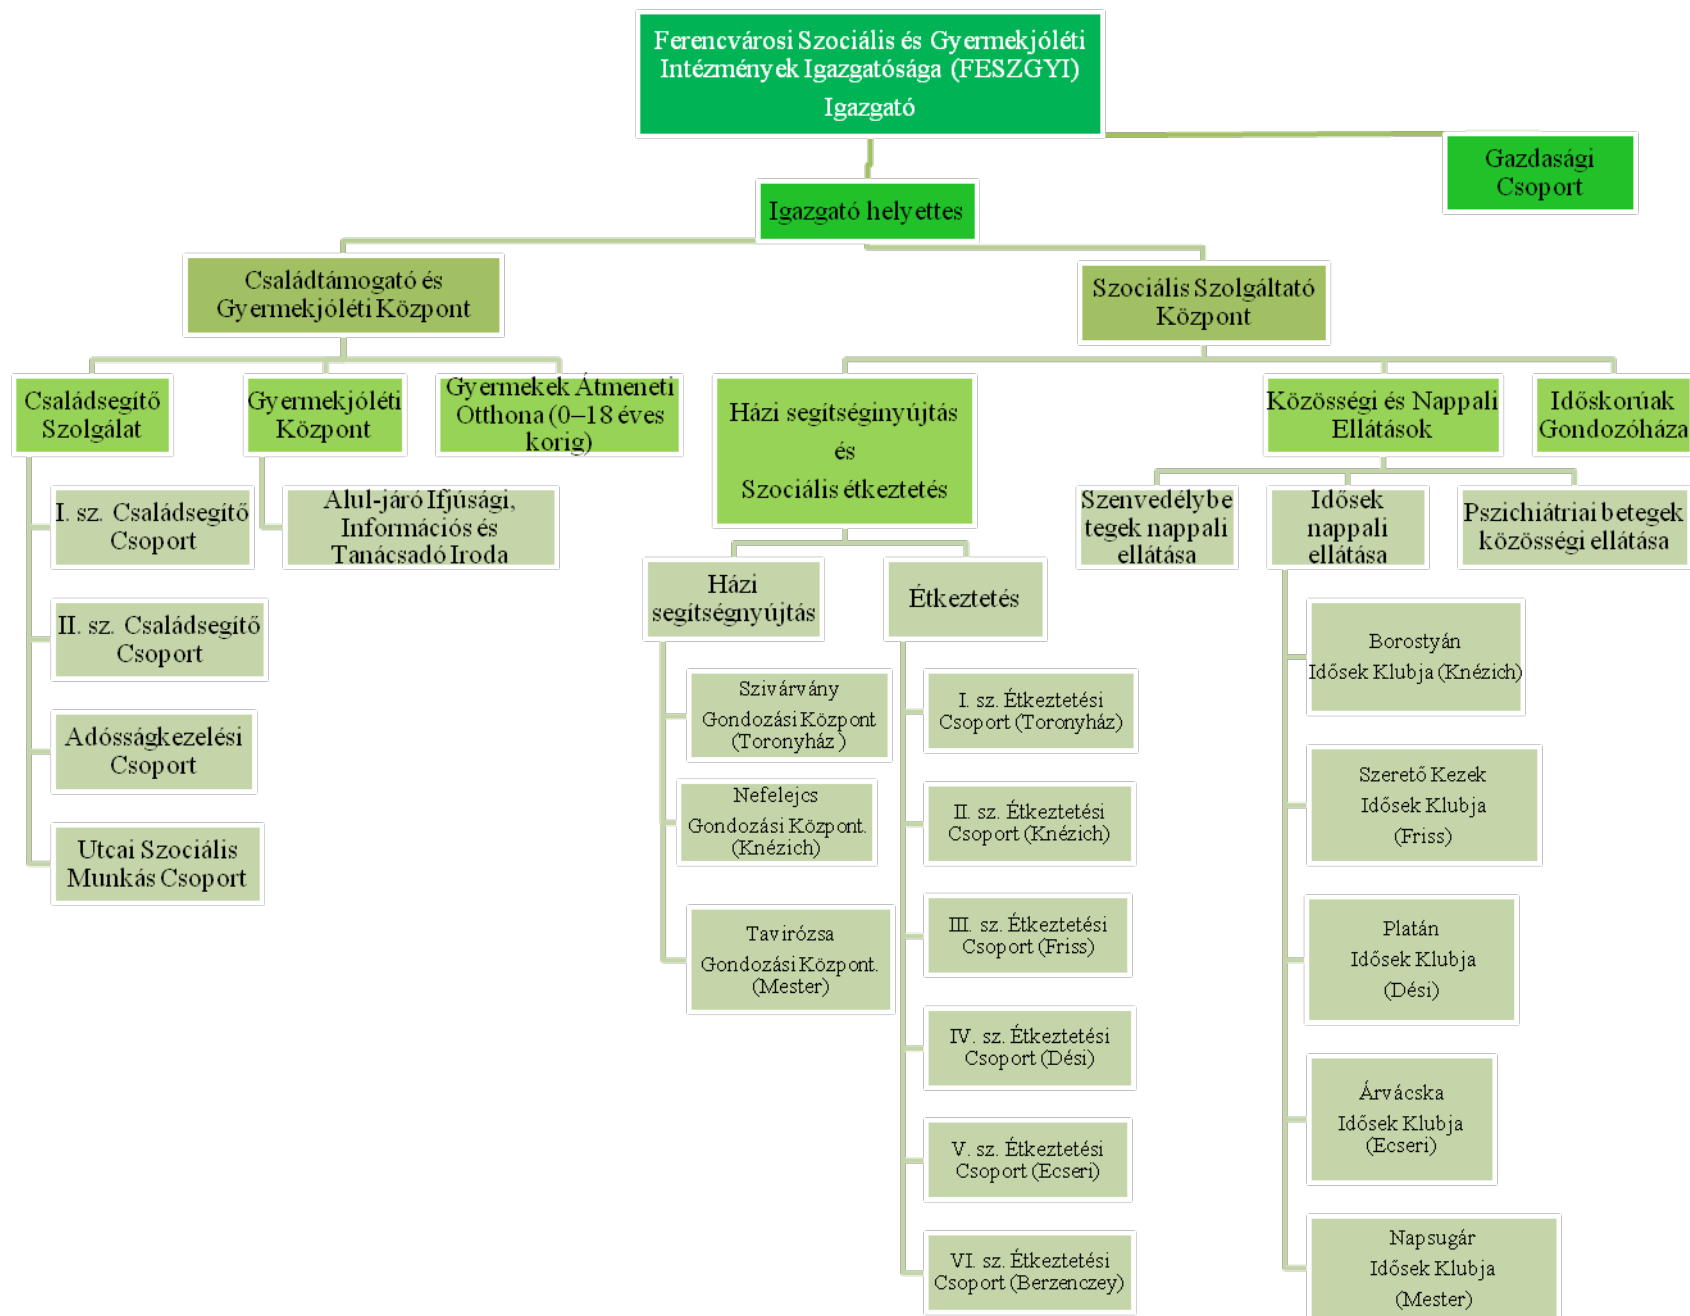 Ferencvárosi Szociális és Gyermekjóléti
Intézmények Igazgatósága (FESZGYI)
Igazgató
Gazdasági
Csoport
Igazgató helyettes
Családtámogató és
Gyermekjóléti Központ
Szociális Szolgáltató
Központ
Családsegítő
Szolgálat
Gyermekjóléti
Központ
Gyermekek Átmeneti
Otthona (0–18 éves
korig)
Házi segítséginyújtás
és
Szociális étkeztetés
Közösségi és Nappali
Ellátások
Időskorúak
Gondozóháza
I. sz. Családsegítő
Csoport
II. sz. Családsegítő
Csoport
Adósságkezelési
Csoport
Utcai Szociális
Munkás Csoport
Alul-járó Ifjúsági,
Információs és
Tanácsadó Iroda
Házi
segítségnyújtás
Szivárvány
Gondozási Központ
(Toronyház )
Nefelejcs
Gondozási Központ.
(Knézich)
Tavirózsa
Gondozási Központ.
(Mester)
Étkeztetés
I. sz. Étkeztetési
Csoport (Toronyház)
II. sz. Étkeztetési
Csoport (Knézich)
III. sz. Étkeztetési
Csoport (Friss)
IV. sz. Étkeztetési
Csoport (Dési)
V. sz. Étkeztetési
Csoport (Ecseri)
VI. sz. Étkeztetési
Csoport (Berzenczey)
Szenvedélybe
tegek nappali
ellátása
Idősek
nappali
ellátása
Pszichiátriai betegek
közösségi ellátása
Borostyán
Idősek Klubja (Knézich)
Szerető Kezek
Idősek Klubja
(Friss)
Platán
Idősek Klubja
(Dési)
Árvácska
Idősek Klubja
(Ecseri)
Napsugár
Idősek Klubja
(Mester)